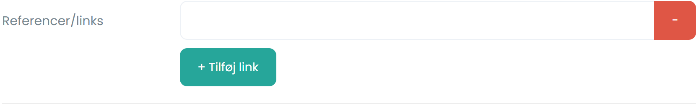 Referencer/links
-
+ Tilføj link